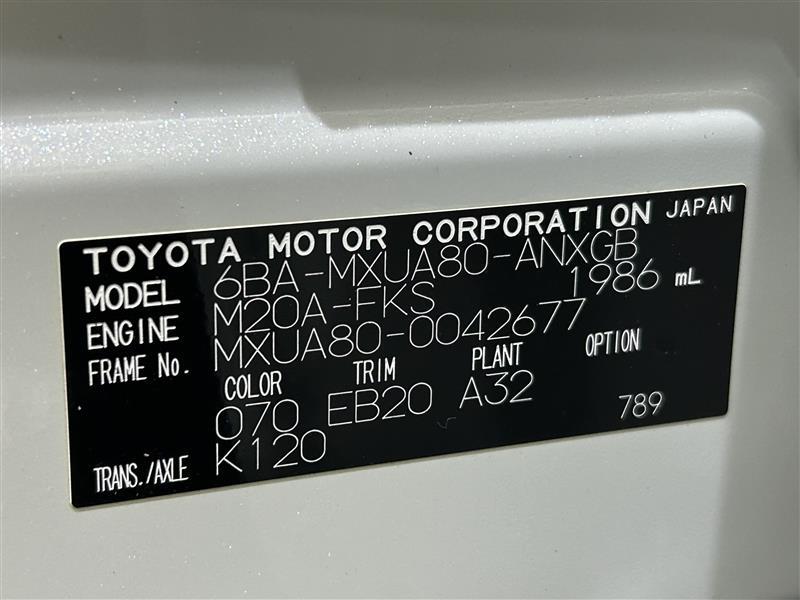 TOYOTA MOTOR CORPORATION JAPAN
MODEL 6BA-MXUA80-ANXGB
ENGINE M20A-FKS 1986 mL
FRAME No. MXUA80-0042677
COLOR TRIM PLANT OPTION
070 EB20 A32 789
TRANS./AXLE K120